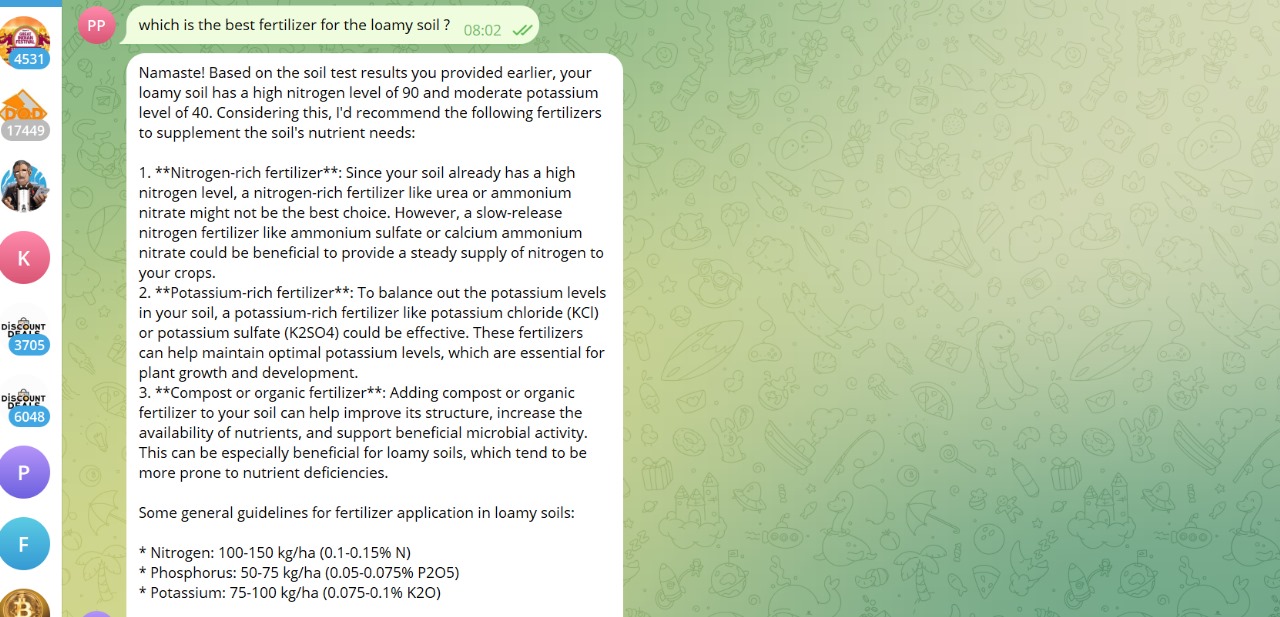 PP
which is the best fertilizer for the loamy soil ?
08:02
4531
17449
K
DISCOUNT
3705
DISCOUNT
6048
P
F
Namaste! Based on the soil test results you provided earlier, your
loamy soil has a high nitrogen level of 90 and moderate potassium
level of 40. Considering this, I'd recommend the following fertilizers
to supplement the soil's nutrient needs:
1. **Nitrogen-rich fertilizer**: Since your soil already has a high
nitrogen level, a nitrogen-rich fertilizer like urea or ammonium
nitrate might not be the best choice. However, a slow-release
nitrogen fertilizer like ammonium sulfate or calcium ammonium
nitrate could be beneficial to provide a steady supply of nitrogen to
your crops.
2. **Potassium-rich fertilizer**: To balance out the potassium levels
in your soil, a potassium-rich fertilizer like potassium chloride (KCl)
or potassium sulfate (K2SO4) could be effective. These fertilizers
can help maintain optimal potassium levels, which are essential for
plant growth and development.
3. **Compost or organic fertilizer**: Adding compost or organic
fertilizer to your soil can help improve its structure, increase the
availability of nutrients, and support beneficial microbial activity.
This can be especially beneficial for loamy soils, which tend to be
more prone to nutrient deficiencies.
Some general guidelines for fertilizer application in loamy soils:
* Nitrogen: 100-150 kg/ha (0.1-0.15% N)
* Phosphorus: 50-75 kg/ha (0.05-0.075% P2O5)
* Potassium: 75-100 kg/ha (0.075-0.1% K2O)